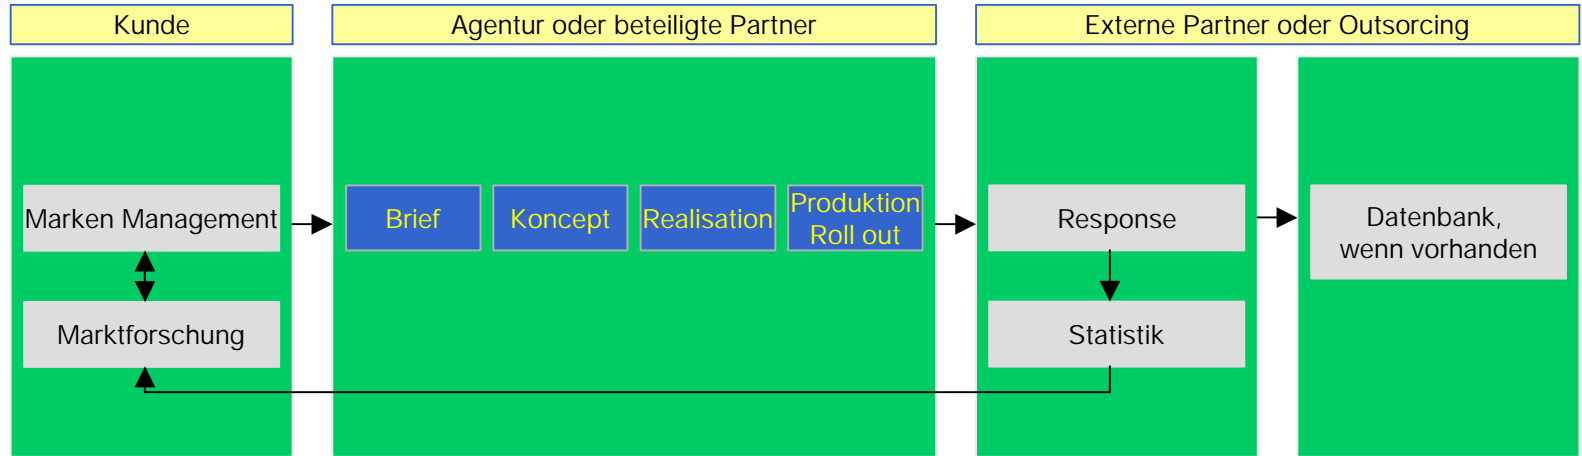 Kunde
Agentur oder beteiligte Partner
Externe Partner oder Outsorcing
Marken Management
Brief
Koncept
Realisation
Produktion
Roll out
Response
Datenbank,
wenn vorhanden
Marktforschung
Statistik